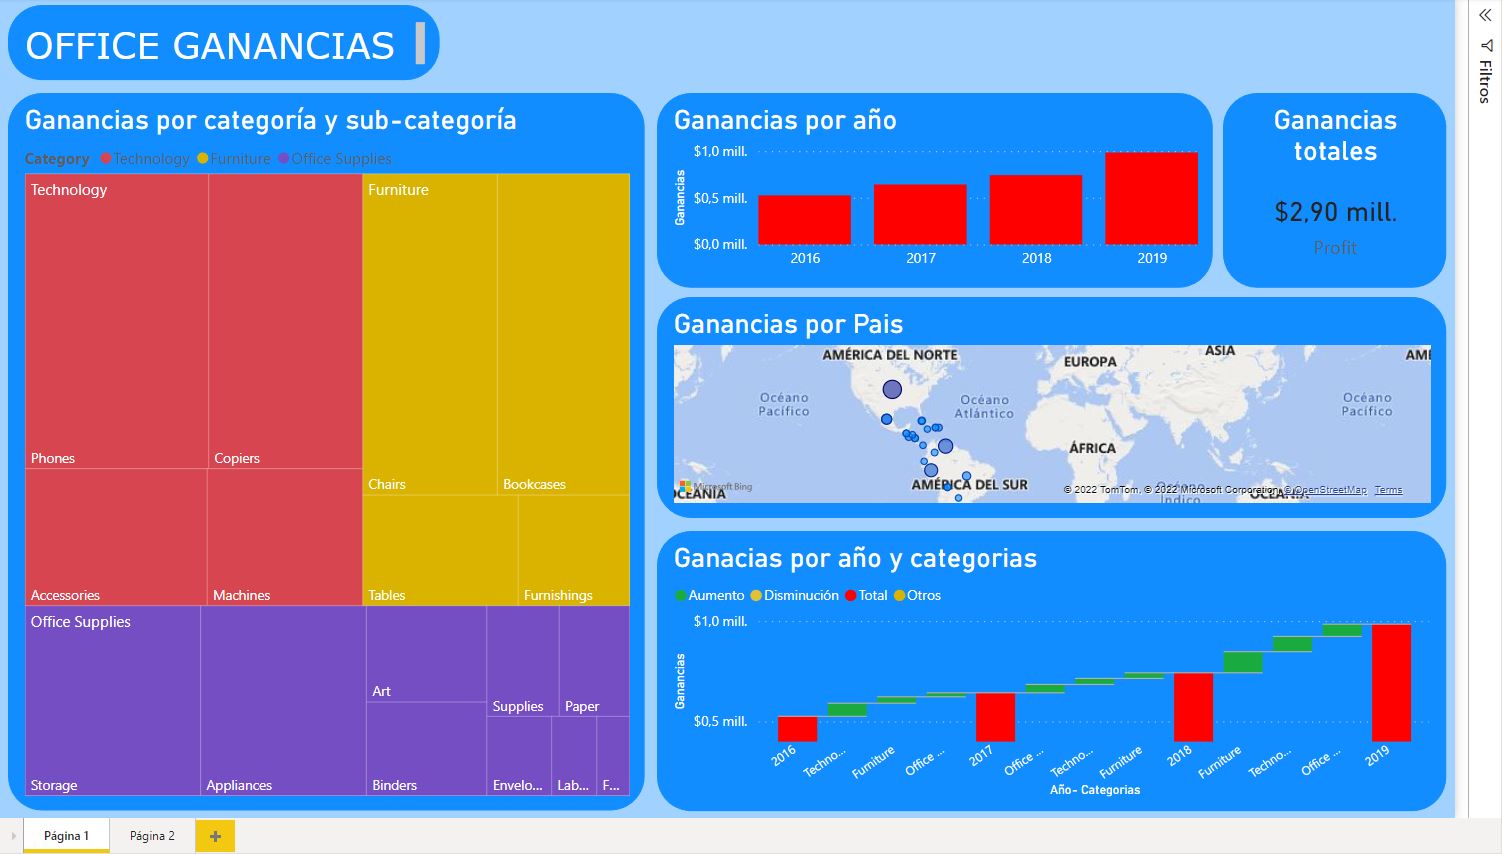 OFFICE GANANCIAS
Filtros
Ganancias por categoría y sub-categoría
Category Technology Furniture Office Supplies
Technology
Phones
Copiers
Accessories
Machines
Furniture
Chairs
Bookcases
Tables
Furnishings
Office Supplies
Storage
Appliances
Art
Binders
Supplies
Paper
Envelo...
Lab...
F...
Ganancias por año
Ganancias
$1,0 mill.
$0,5 mill.
$0,0 mill.
2016 2017 2018 2019
Ganancias
totales
$2,90 mill.
Profit
Ganancias por Pais
AMÉRICA DEL NORTE
EUROPA
ASIA
AMÉ
Océano
Pacífico
Océano
Atlántico
Océano
Pacífico
ÁFRICA
AMÉRICA DEL SUR
Océano
Índico
OCEANÍA
OCEANÍA
Microsoft Bing
© 2022 TomTom, © 2022 Microsoft Corporation, © OpenStreetMap Terms
Ganacias por año y categorias
Aumento Disminución Total Otros
Ganancias
$1,0 mill.
$0,5 mill.
2016 Techno... Furniture Office ... 2017 Office ... Techno... Furniture 2018 Furniture Techno... Office ... 2019
Año- Categorias
Página 1
Página 2